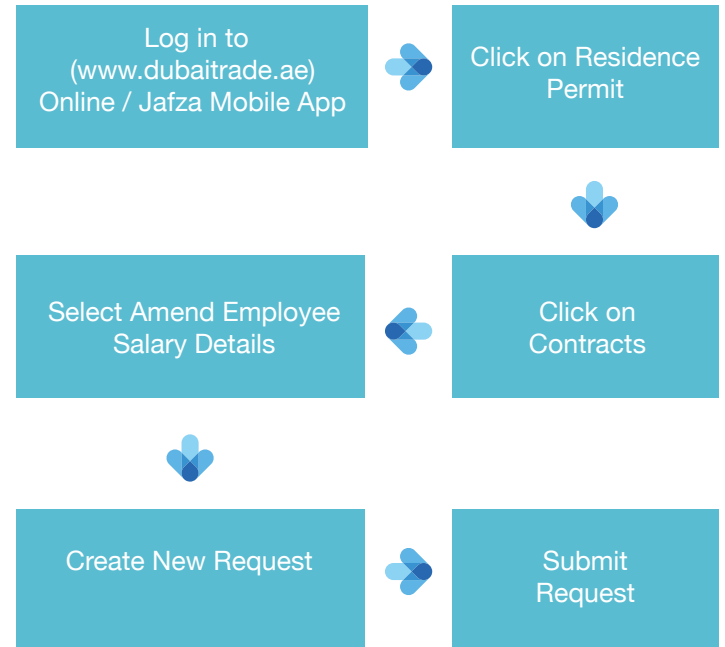 Log in to
(www.dubaitrade.ae)
Online / Jafza Mobile App
Click on Residence
Permit
Click on
Contracts
Select Amend Employee
Salary Details
Create New Request
Submit
Request